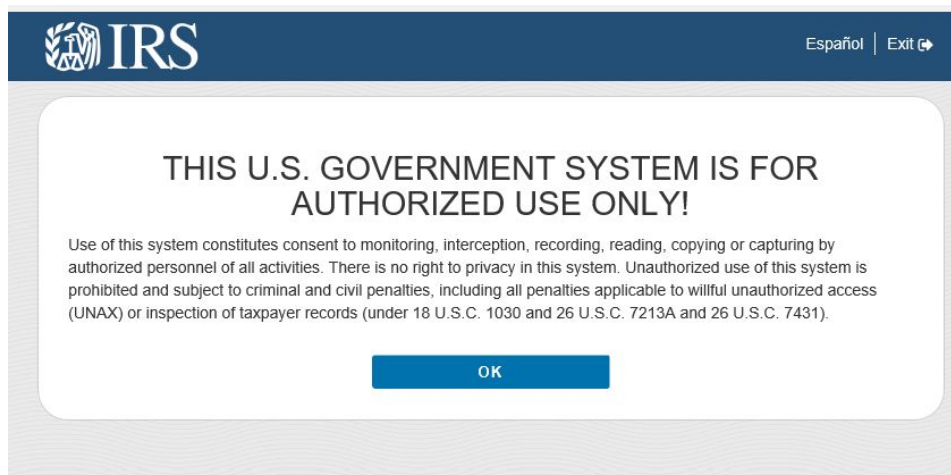 IRS
Español | Exit
THIS U.S. GOVERNMENT SYSTEM IS FOR
AUTHORIZED USE ONLY!
Use of this system constitutes consent to monitoring, interception, recording, reading, copying or capturing by
authorized personnel of all activities. There is no right to privacy in this system. Unauthorized use of this system is
prohibited and subject to criminal and civil penalties, including all penalties applicable to willful unauthorized access
(UNAX) or inspection of taxpayer records (under 18 U.S.C. 1030 and 26 U.S.C. 7213A and 26 U.S.C. 7431).
OK